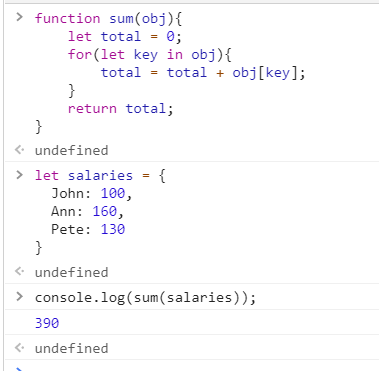 > function sum(obj){
    let total = 0;
    for(let key in obj){
        total = total + obj[key];
    }
    return total;
}
undefined
> let salaries = {
  John: 100,
  Ann: 160,
  Pete: 130
}
undefined
> console.log(sum(salaries));
390
undefined